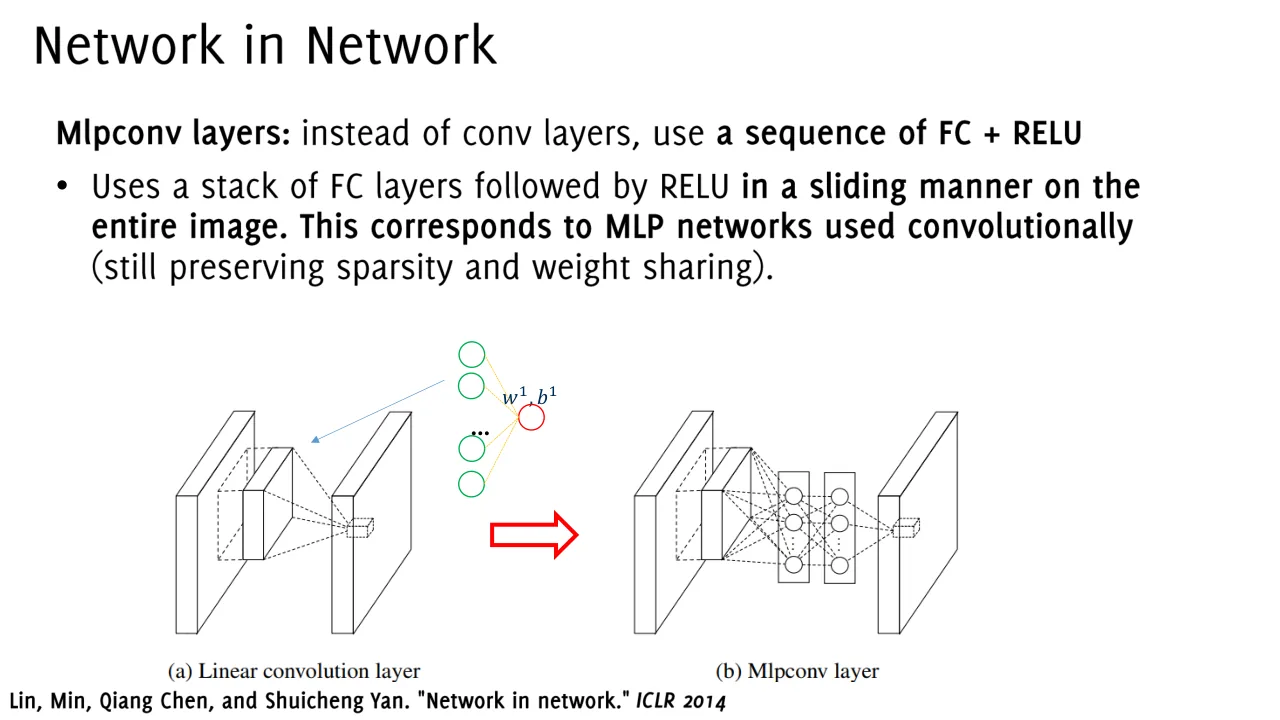 Network in Network
Mlpconv layers: instead of conv layers, use a sequence of FC + RELU
• Uses a stack of FC layers followed by RELU in a sliding manner on the
entire image. This corresponds to MLP networks used convolutionally
(still preserving sparsity and weight sharing).
w¹, b¹
...
(a) Linear convolution layer
(b) Mlpconv layer
Lin, Min, Qiang Chen, and Shuicheng Yan. "Network in network." ICLR 2014